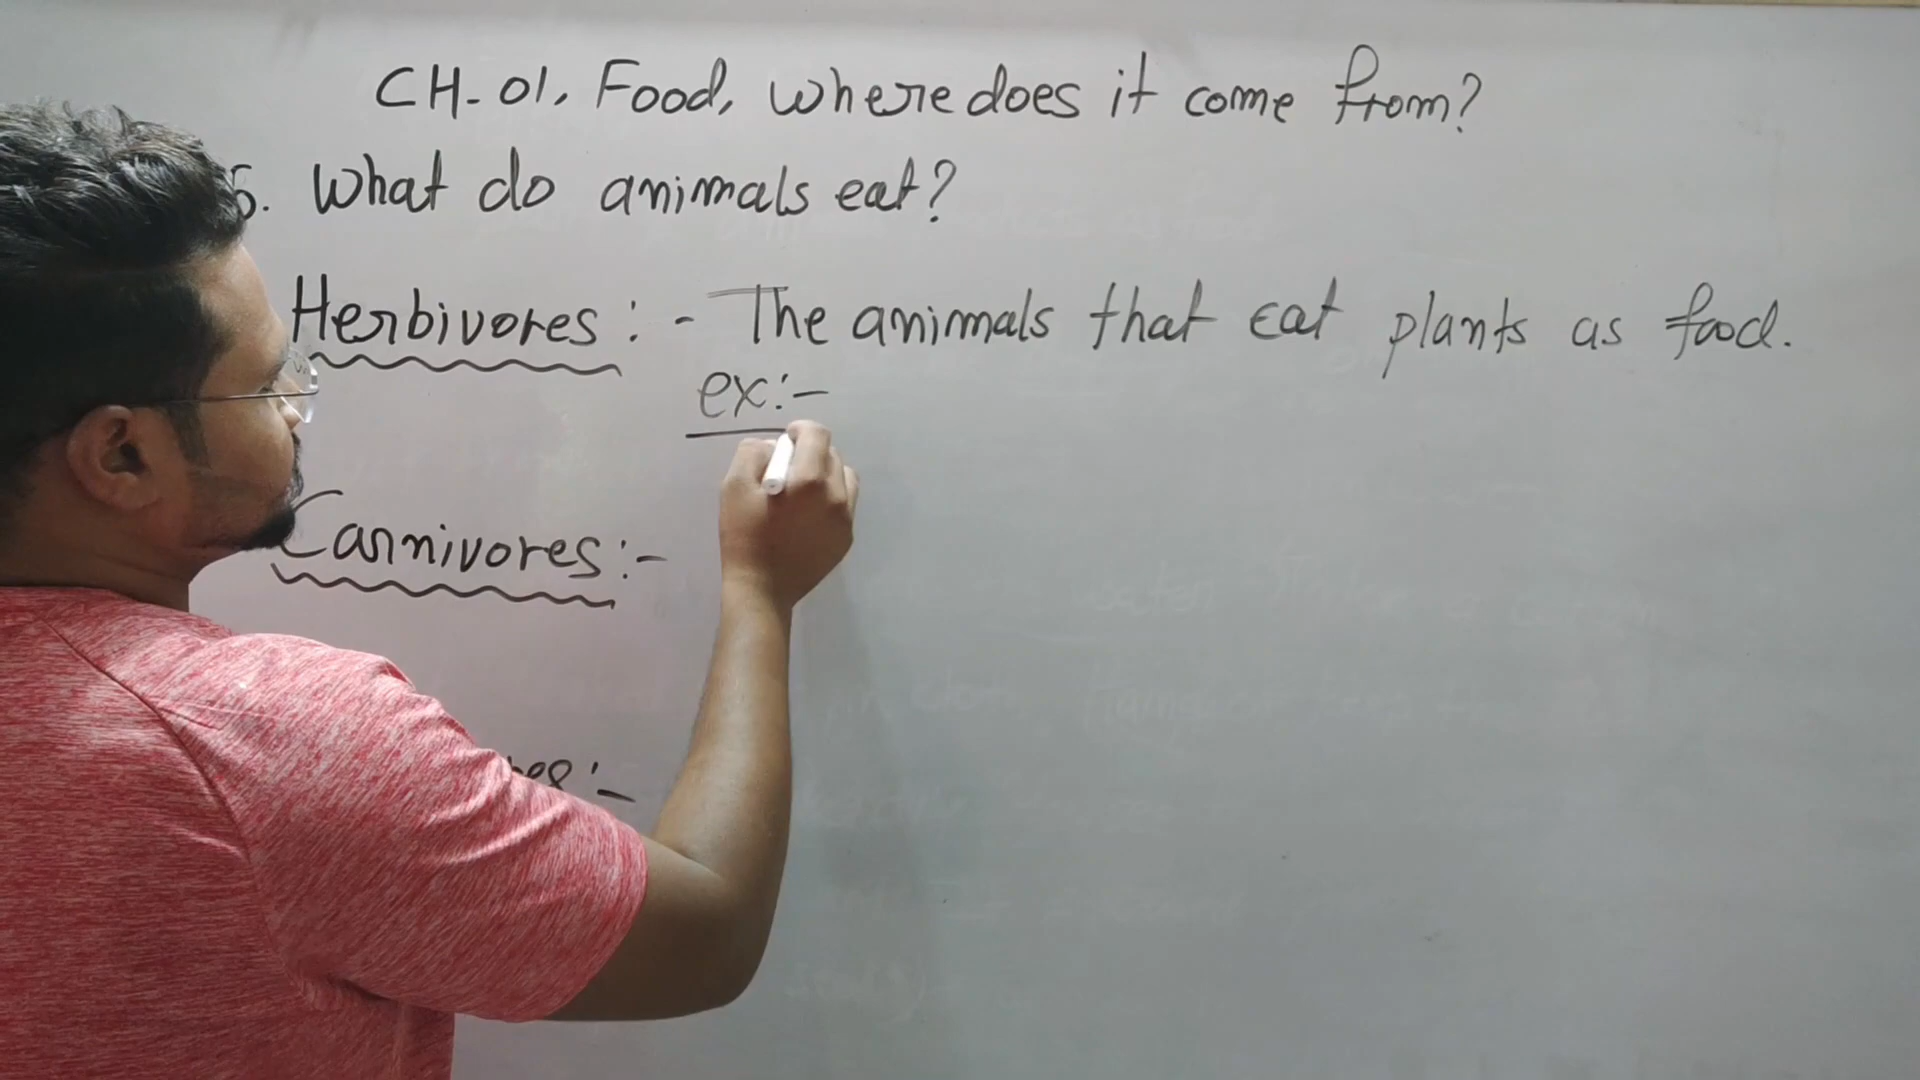 CH-01, Food, Where does it come from?
5. What do animals eat?
Herbivores:- The animals that eat plants as food.
ex:-
Carnivores:-